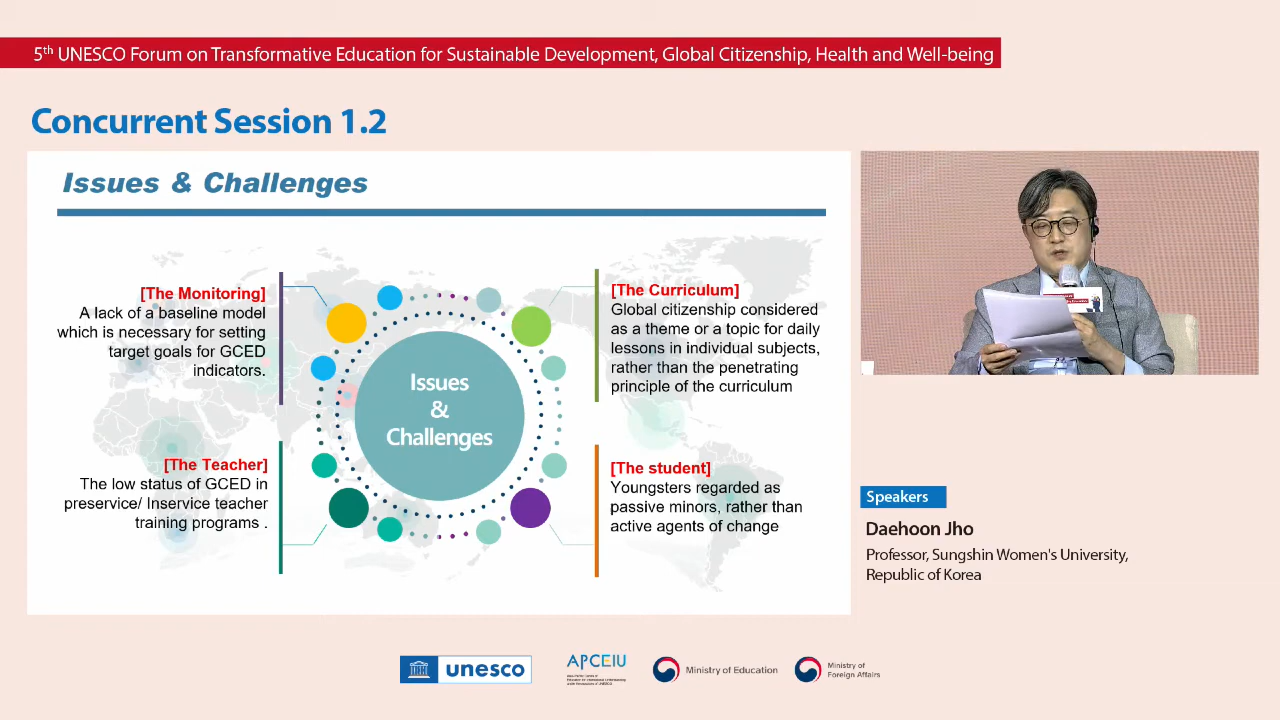 5th UNESCO Forum on Transformative Education for Sustainable Development, Global Citizenship, Health and Well-being
Concurrent Session 1.2
Issues & Challenges
[The Monitoring]
A lack of a baseline model
which is necessary for setting
target goals for GCED
indicators.
[The Curriculum]
Global citizenship considered
as a theme or a topic for daily
lessons in individual subjects,
rather than the penetrating
principle of the curriculum
Issues
&
Challenges
[The Teacher]
The low status of GCED in
preservice/ Inservice teacher
training programs .
[The student]
Youngsters regarded as
passive minors, rather than
active agents of change
Speakers
Daehoon Jho
Professor, Sungshin Women's University,
Republic of Korea
unesco
APCEIU
Ministry of Education
Ministry of
Foreign Affairs